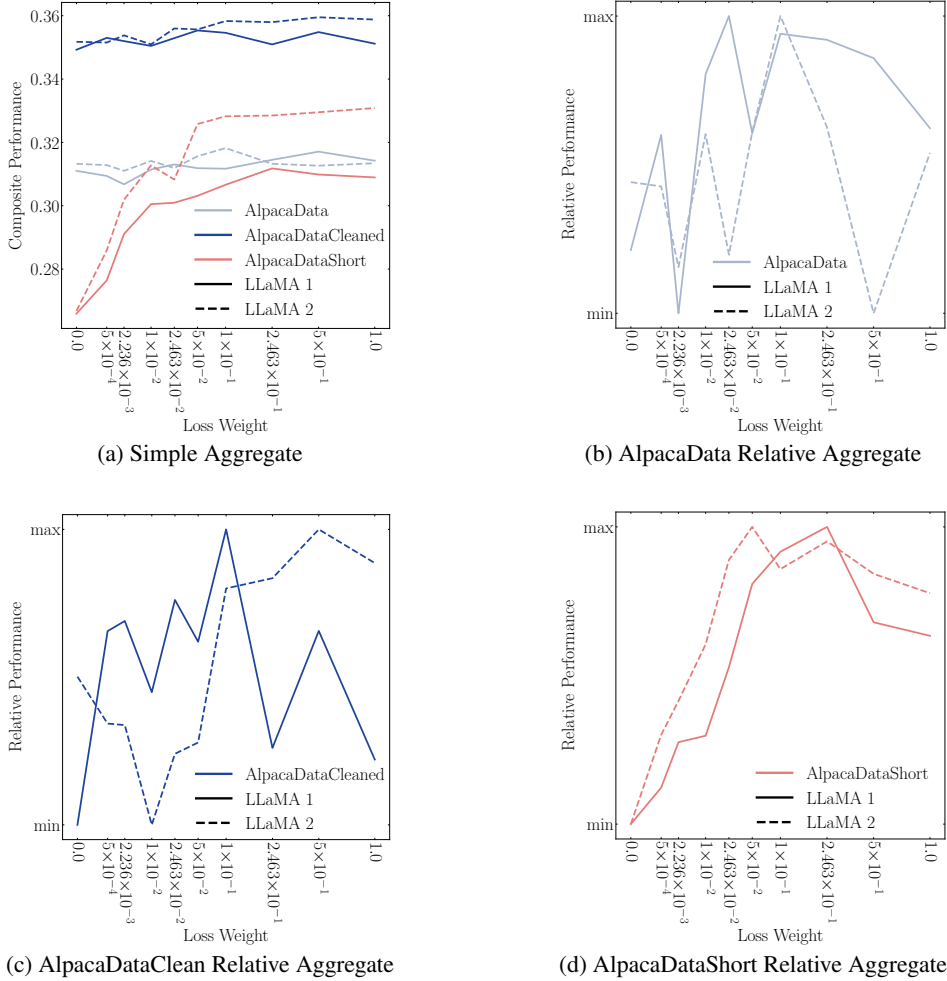 0.36
0.34
0.32
0.30
0.28
Composite Performance
AlpacaData
AlpacaDataCleaned
AlpacaDataShort
LLaMA 1
LLaMA 2
0.0
5×10⁻⁴
2.236×10⁻³
1×10⁻²
2.463×10⁻²
5×10⁻²
1×10⁻¹
2.463×10⁻¹
5×10⁻¹
1.0
Loss Weight
(a) Simple Aggregate
max
min
Relative Performance
AlpacaData
LLaMA 1
LLaMA 2
0.0
5×10⁻⁴
2.236×10⁻³
1×10⁻²
2.463×10⁻²
5×10⁻²
1×10⁻¹
2.463×10⁻¹
5×10⁻¹
1.0
Loss Weight
(b) AlpacaData Relative Aggregate
max
min
Relative Performance
AlpacaDataCleaned
LLaMA 1
LLaMA 2
0.0
5×10⁻⁴
2.236×10⁻³
1×10⁻²
2.463×10⁻²
5×10⁻²
1×10⁻¹
2.463×10⁻¹
5×10⁻¹
1.0
Loss Weight
(c) AlpacaDataClean Relative Aggregate
max
min
Relative Performance
AlpacaDataShort
LLaMA 1
LLaMA 2
0.0
5×10⁻⁴
2.236×10⁻³
1×10⁻²
2.463×10⁻²
5×10⁻²
1×10⁻¹
2.463×10⁻¹
5×10⁻¹
1.0
Loss Weight
(d) AlpacaDataShort Relative Aggregate